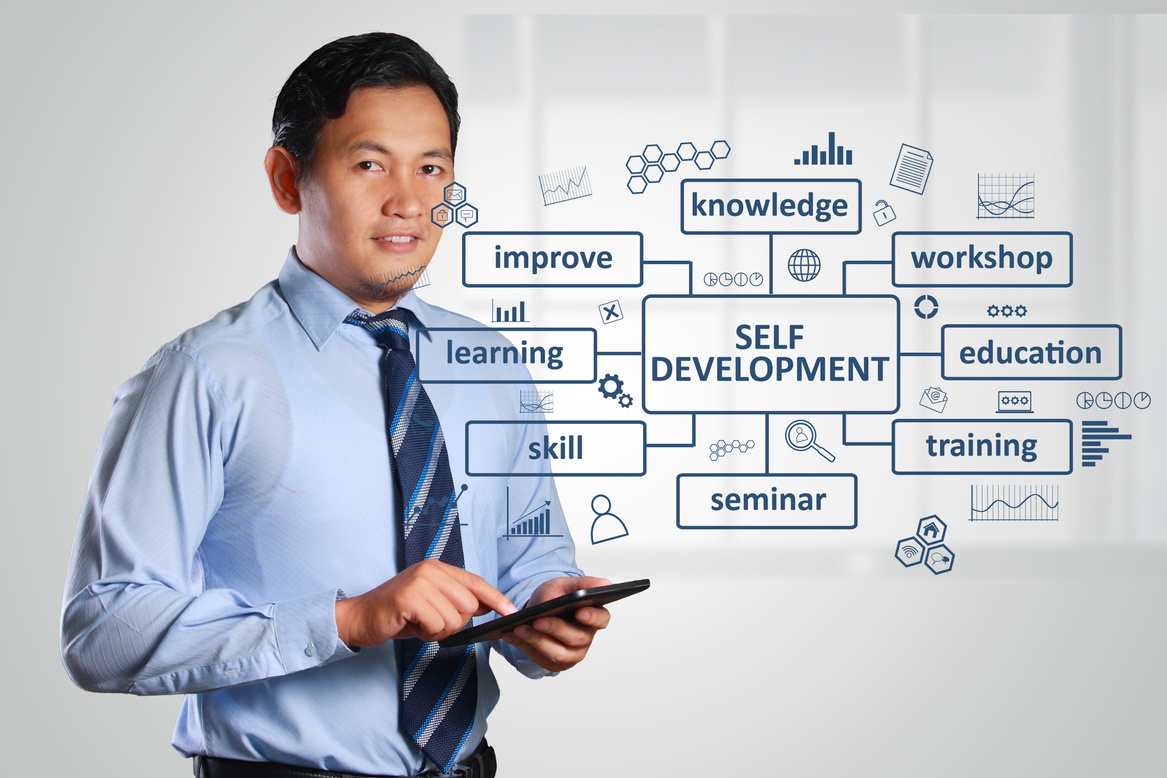 knowledge
improve
workshop
SELF
DEVELOPMENT
learning
education
skill
training
seminar